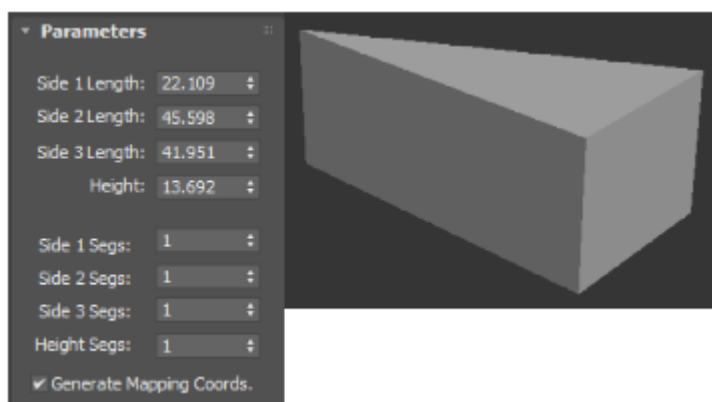 Parameters
Side 1 Length: 22.109
Side 2 Length: 45.598
Side 3 Length: 41.951
Height: 13.692
Side 1 Segs: 1
Side 2 Segs: 1
Side 3 Segs: 1
Height Segs: 1
Generate Mapping Coords.